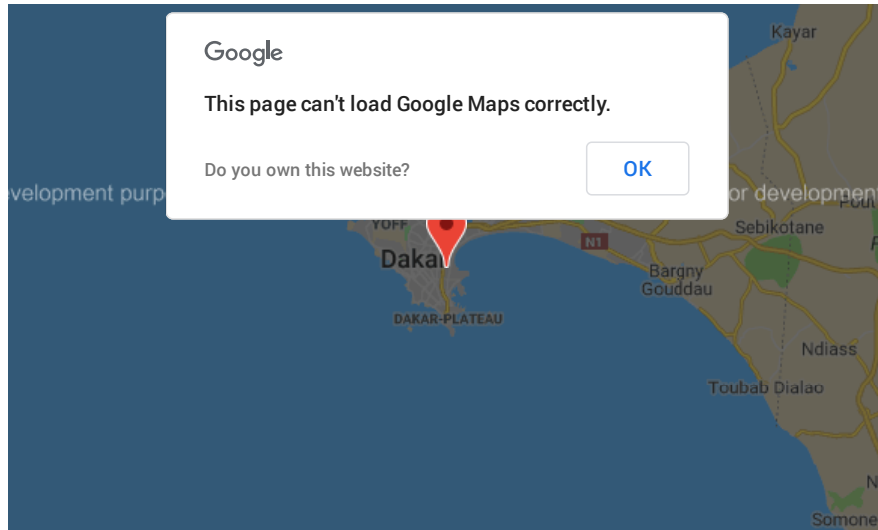 Kayar
Google
This page can't load Google Maps correctly.
Do you own this website?
OK
velopment purp
or development
Sebikotane
YOFF
N1
Dakar
Bargny
Gouddau
DAKAR-PLATEAU
Ndiass
Toubab Dialao
N
Somone